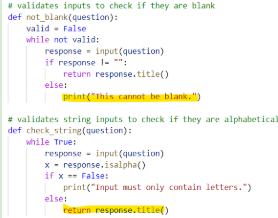 # validates inputs to check if they are blank
def not_blank(question):
    valid = False
    while not valid:
        response = input(question)
        if response != "":
            return response.title()
        else:
            print("This cannot be blank.")
# validates string inputs to check if they are alphabetical
def check_string(question):
    while True:
        response = input(question)
        x = response.isalpha()
        if x == False:
            print("Input must only contain letters.")
        else:
            return response.title()